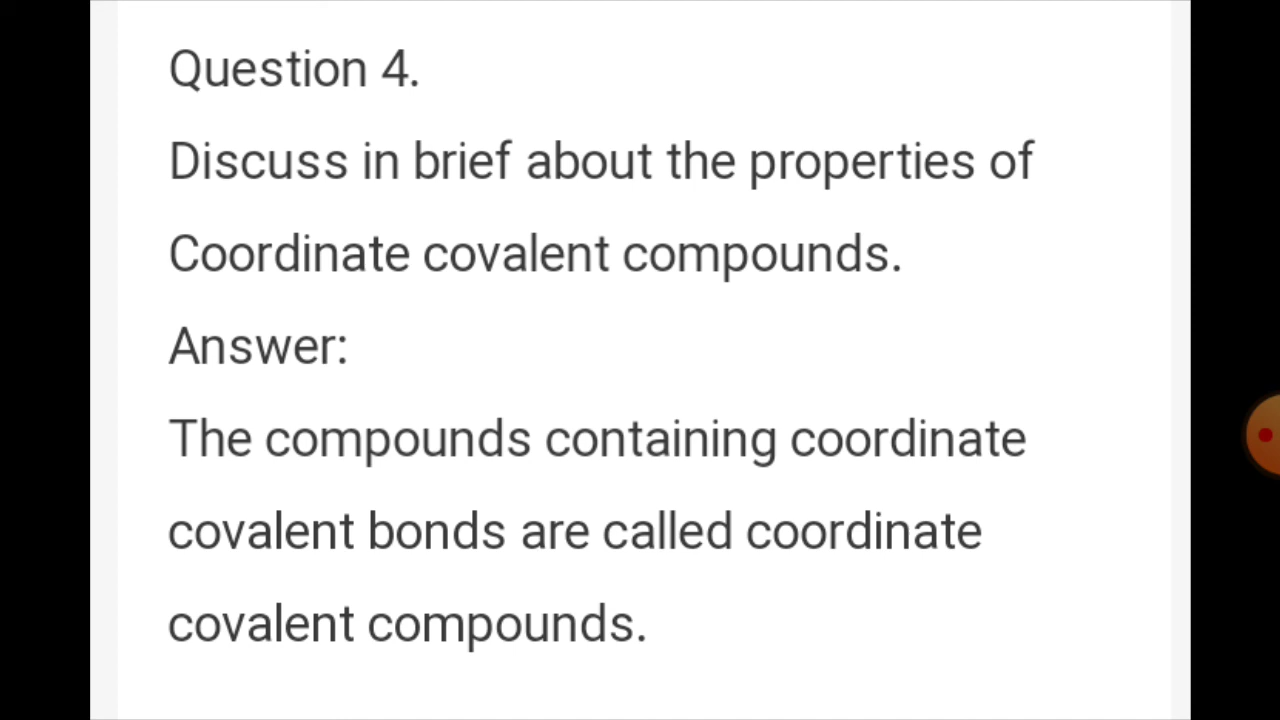 Question 4.
Discuss in brief about the properties of
Coordinate covalent compounds.
Answer:
The compounds containing coordinate
covalent bonds are called coordinate
covalent compounds.